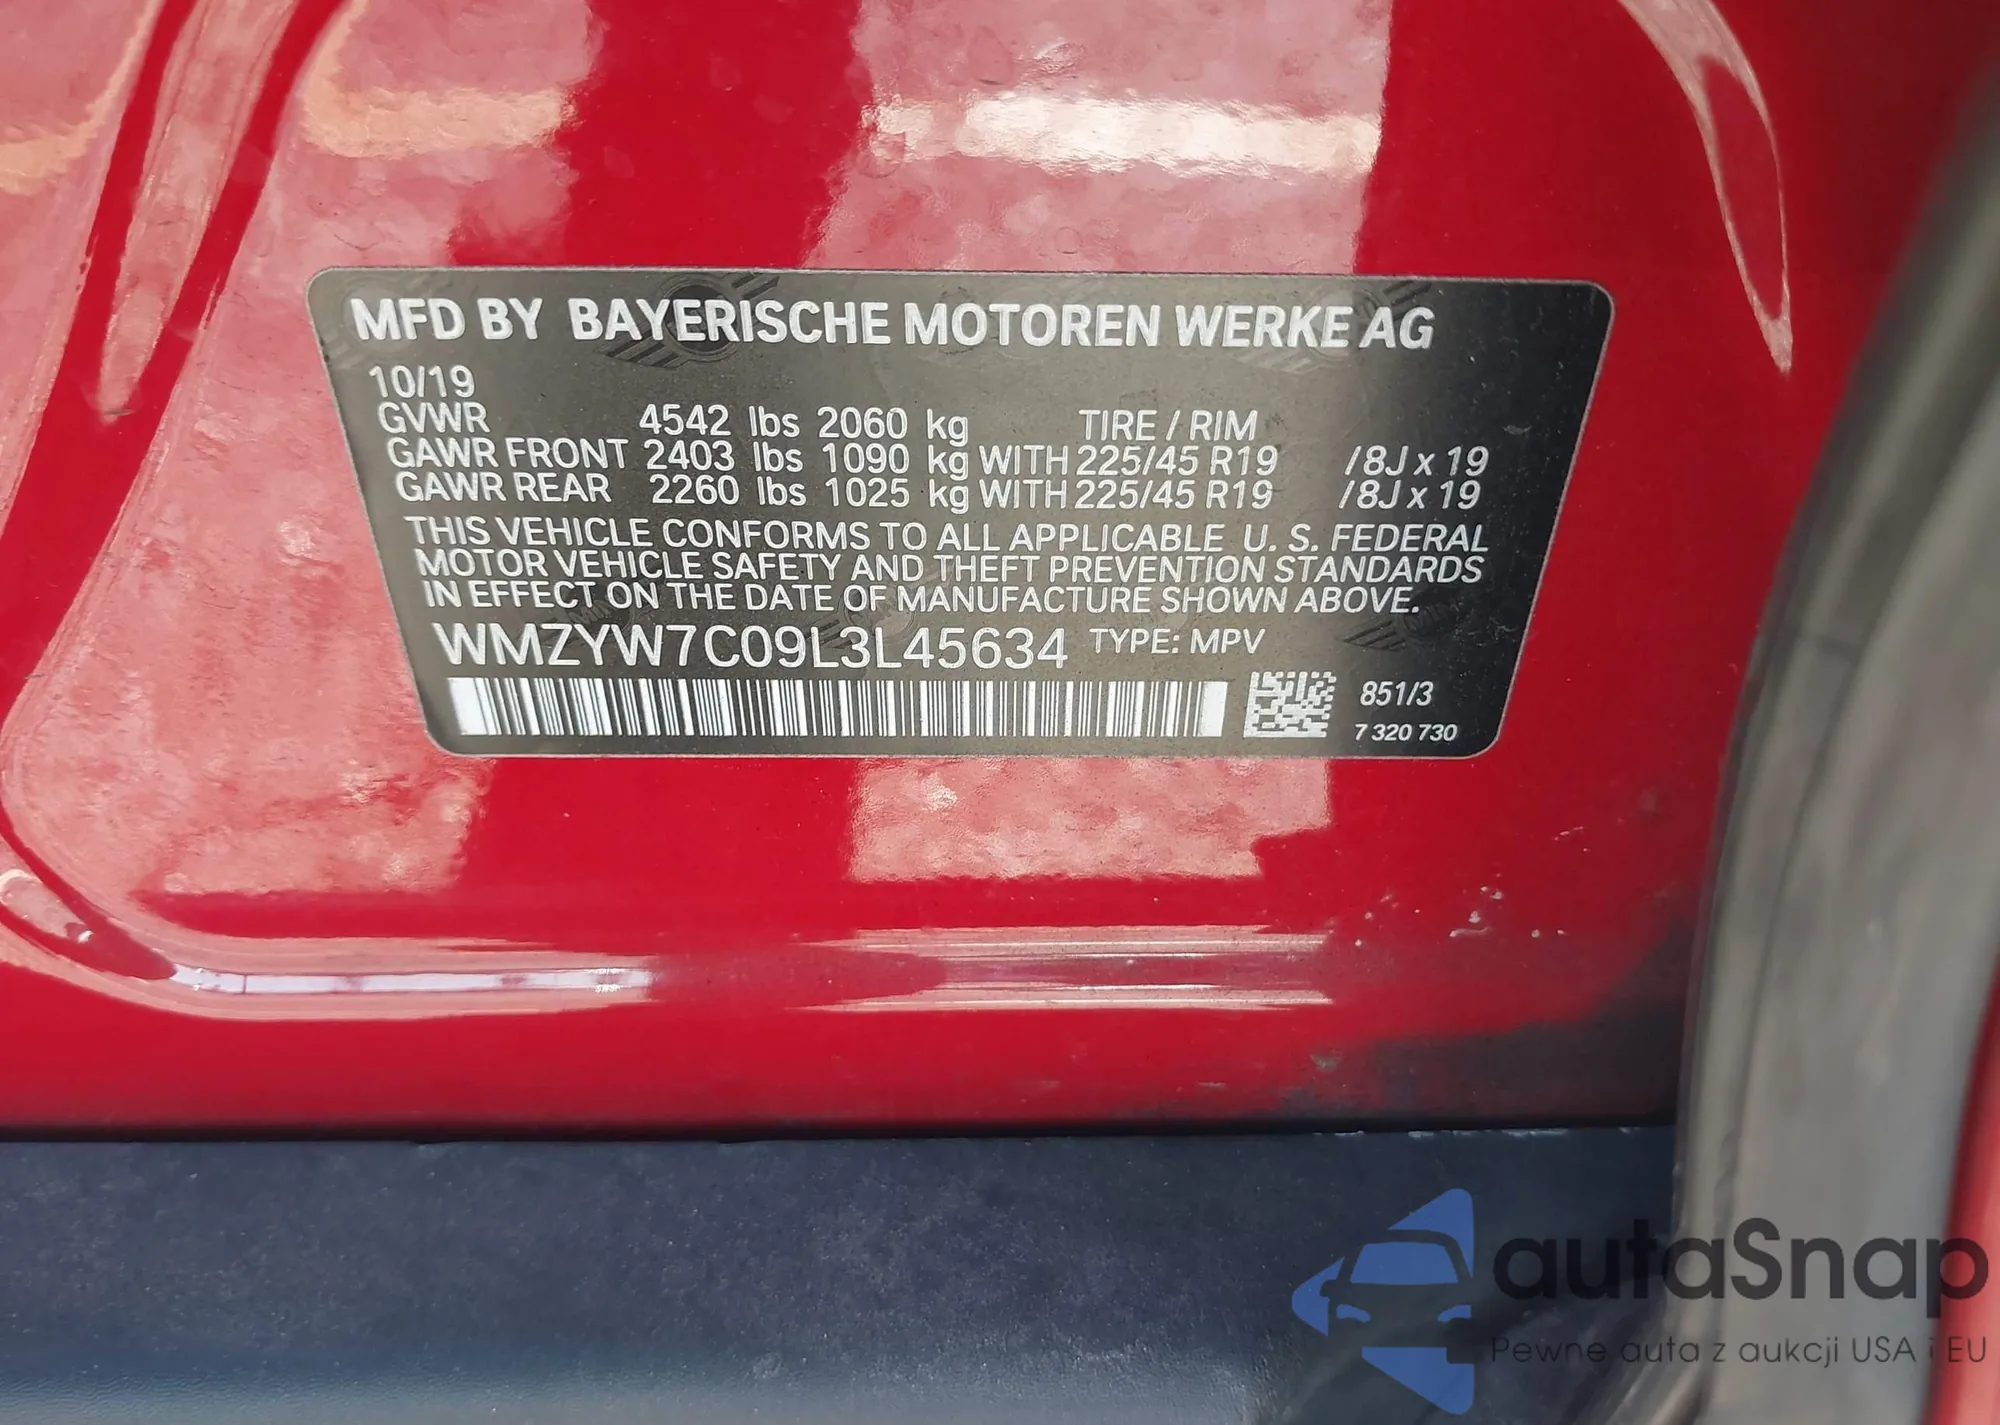 MFD BY BAYERISCHE MOTOREN WERKE AG
10/19
GVWR 4542 lbs 2060 kg TIRE / RIM
GAWR FRONT 2403 lbs 1090 kg WITH 225/45 R19 /8J x 19
GAWR REAR 2260 lbs 1025 kg WITH 225/45 R19 /8J x 19
THIS VEHICLE CONFORMS TO ALL APPLICABLE U. S. FEDERAL
MOTOR VEHICLE SAFETY AND THEFT PREVENTION STANDARDS
IN EFFECT ON THE DATE OF MANUFACTURE SHOWN ABOVE.
WMZYW7C09L3L45634 TYPE: MPV
851/3
7 320 730
autaSnap
Pewne auta z aukcji USA i EU